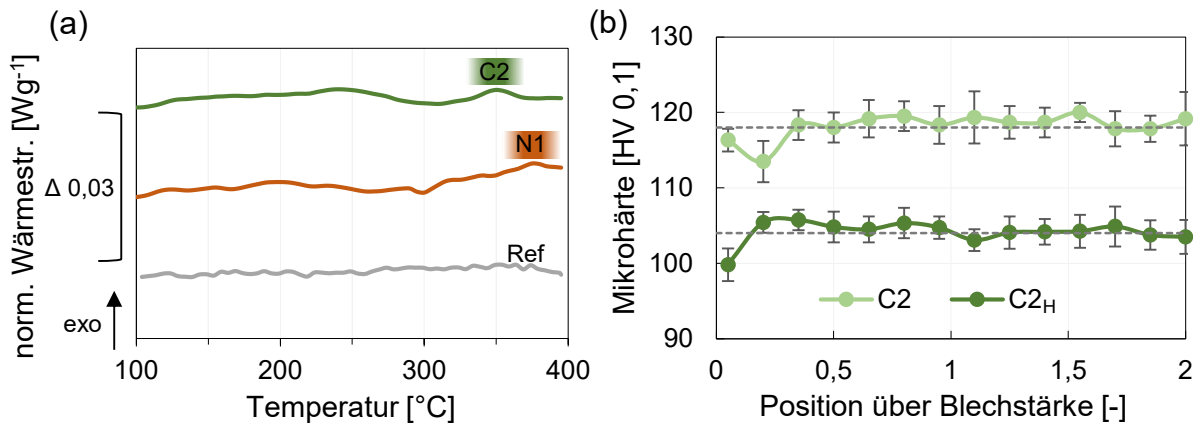 (a)
norm. Wärmestr. [Wg⁻¹]
C2
N1
Δ 0,03
Ref
exo
100 200 300 400
Temperatur [°C]
(b)
Mikrohärte [HV 0,1]
130
120
110
100
90
C2 C2H
0 0,5 1 1,5 2
Position über Blechstärke [-]